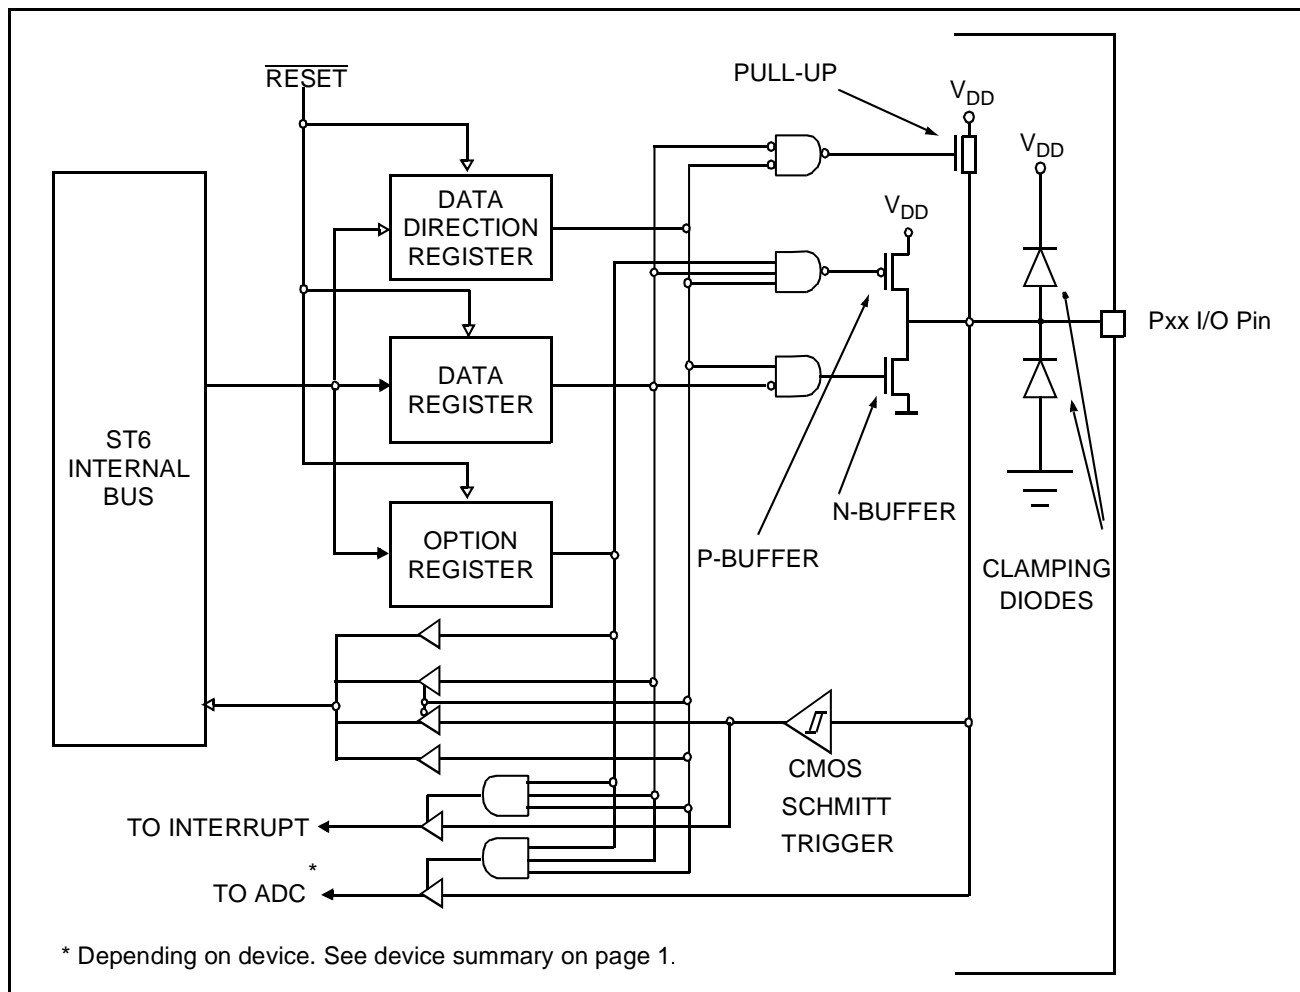 RESET
PULL-UP
VDD
VDD
VDD
DATA
DIRECTION
REGISTER
DATA
REGISTER
OPTION
REGISTER
ST6
INTERNAL
BUS
Pxx I/O Pin
N-BUFFER
P-BUFFER
CLAMPING
DIODES
CMOS
SCHMITT
TRIGGER
TO INTERRUPT
TO ADC *
* Depending on device. See device summary on page 1.